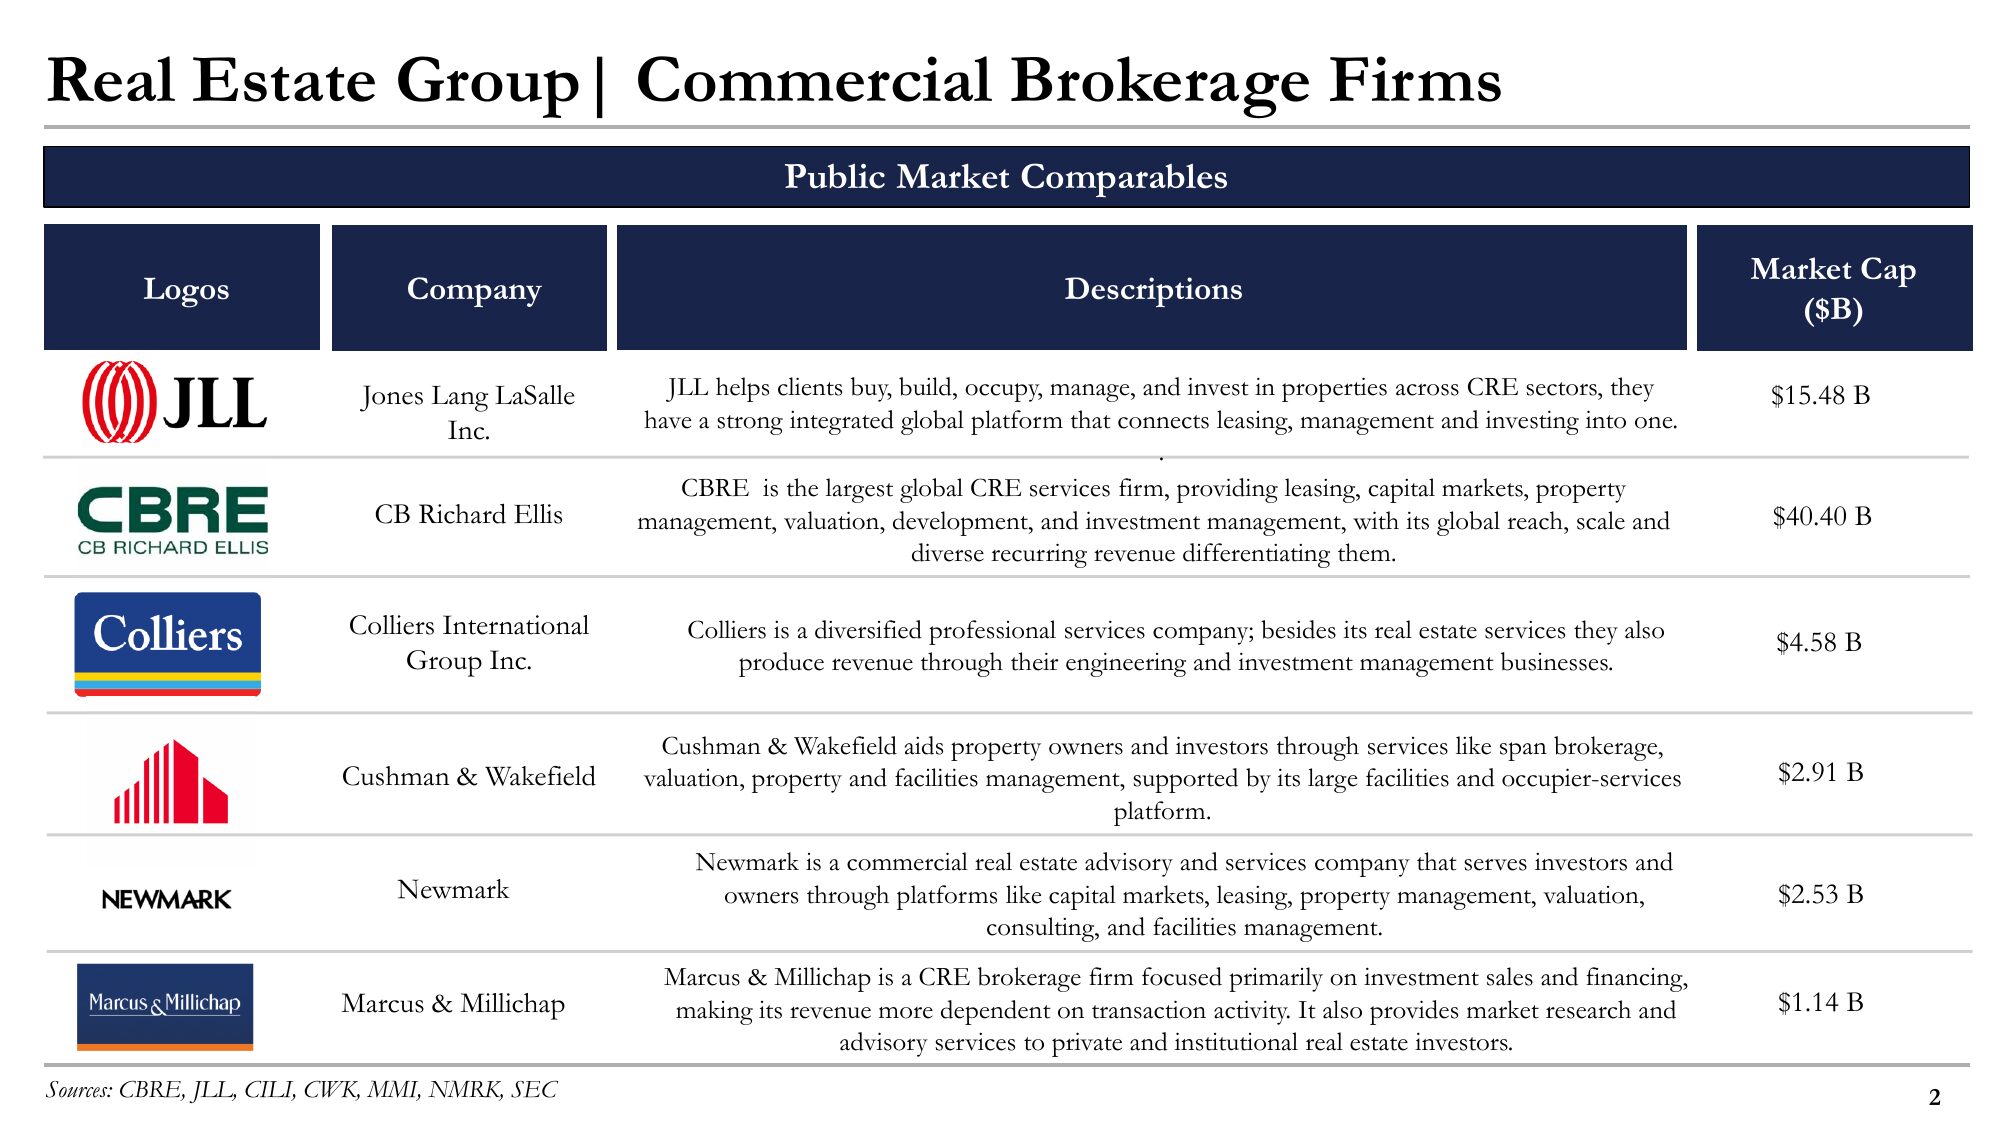 Real Estate Group| Commercial Brokerage Firms
Public Market Comparables
Logos
Company
Descriptions
Market Cap
($B)
JLL
Jones Lang LaSalle
Inc.
JLL helps clients buy, build, occupy, manage, and invest in properties across CRE sectors, they
have a strong integrated global platform that connects leasing, management and investing into one.
.
$15.48 B
CBRE
CB RICHARD ELLIS
CB Richard Ellis
CBRE  is the largest global CRE services firm, providing leasing, capital markets, property
management, valuation, development, and investment management, with its global reach, scale and
diverse recurring revenue differentiating them.
$40.40 B
Colliers
Colliers International
Group Inc.
Colliers is a diversified professional services company; besides its real estate services they also
produce revenue through their engineering and investment management businesses.
$4.58 B
Cushman & Wakefield
Cushman & Wakefield aids property owners and investors through services like span brokerage,
valuation, property and facilities management, supported by its large facilities and occupier-services
platform.
$2.91 B
NEWMARK
Newmark
Newmark is a commercial real estate advisory and services company that serves investors and
owners through platforms like capital markets, leasing, property management, valuation,
consulting, and facilities management.
$2.53 B
Marcus & Millichap
Marcus & Millichap
Marcus & Millichap is a CRE brokerage firm focused primarily on investment sales and financing,
making its revenue more dependent on transaction activity. It also provides market research and
advisory services to private and institutional real estate investors.
$1.14 B
Sources: CBRE, JLL, CILI, CWK, MMI, NMRK, SEC
2